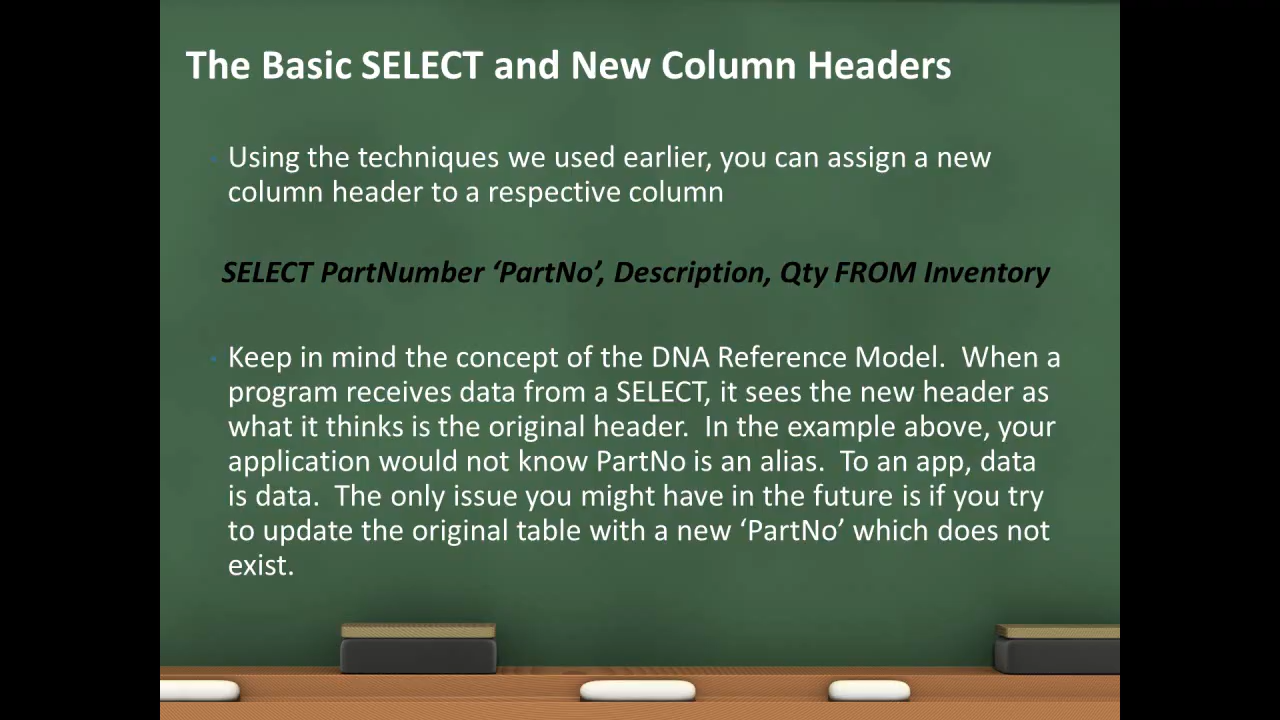 The Basic SELECT and New Column Headers
Using the techniques we used earlier, you can assign a new
column header to a respective column
SELECT PartNumber ‘PartNo’, Description, Qty FROM Inventory
Keep in mind the concept of the DNA Reference Model.  When a
program receives data from a SELECT, it sees the new header as
what it thinks is the original header.  In the example above, your
application would not know PartNo is an alias.  To an app, data
is data.  The only issue you might have in the future is if you try
to update the original table with a new ‘PartNo’ which does not
exist.